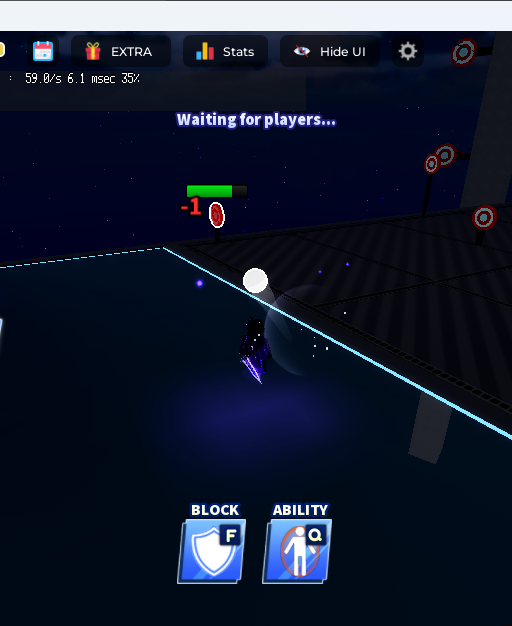 EXTRA
Stats
Hide UI
: 59.0/s 6.1 msec 35%
Waiting for players...
-1
BLOCK
ABILITY
F
Q